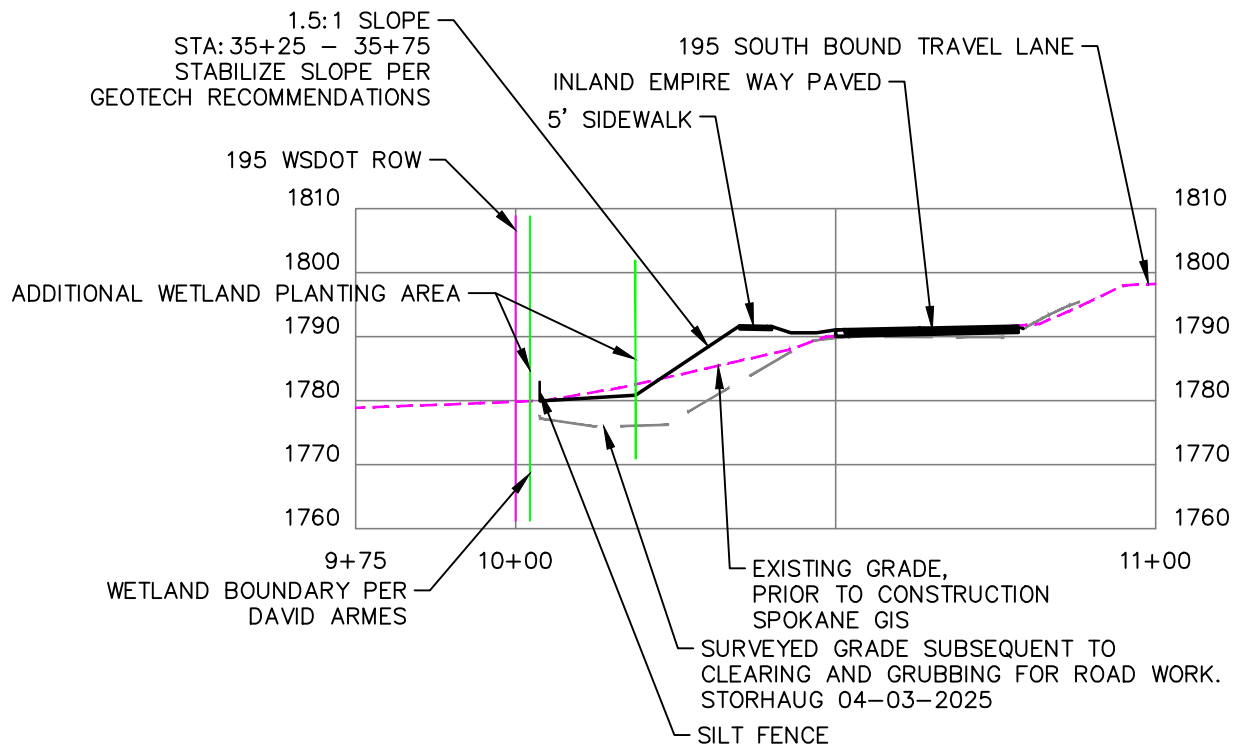 1.5:1 SLOPE
STA:35+25 – 35+75
STABILIZE SLOPE PER
GEOTECH RECOMMENDATIONS
195 SOUTH BOUND TRAVEL LANE
INLAND EMPIRE WAY PAVED
5' SIDEWALK
195 WSDOT ROW
1810
1810
1800
1800
ADDITIONAL WETLAND PLANTING AREA
1790
1790
1780
1780
1770
1770
1760
1760
9+75
10+00
11+00
WETLAND BOUNDARY PER
DAVID ARMES
EXISTING GRADE,
PRIOR TO CONSTRUCTION
SPOKANE GIS
SURVEYED GRADE SUBSEQUENT TO
CLEARING AND GRUBBING FOR ROAD WORK.
STORHAUG 04–03–2025
SILT FENCE